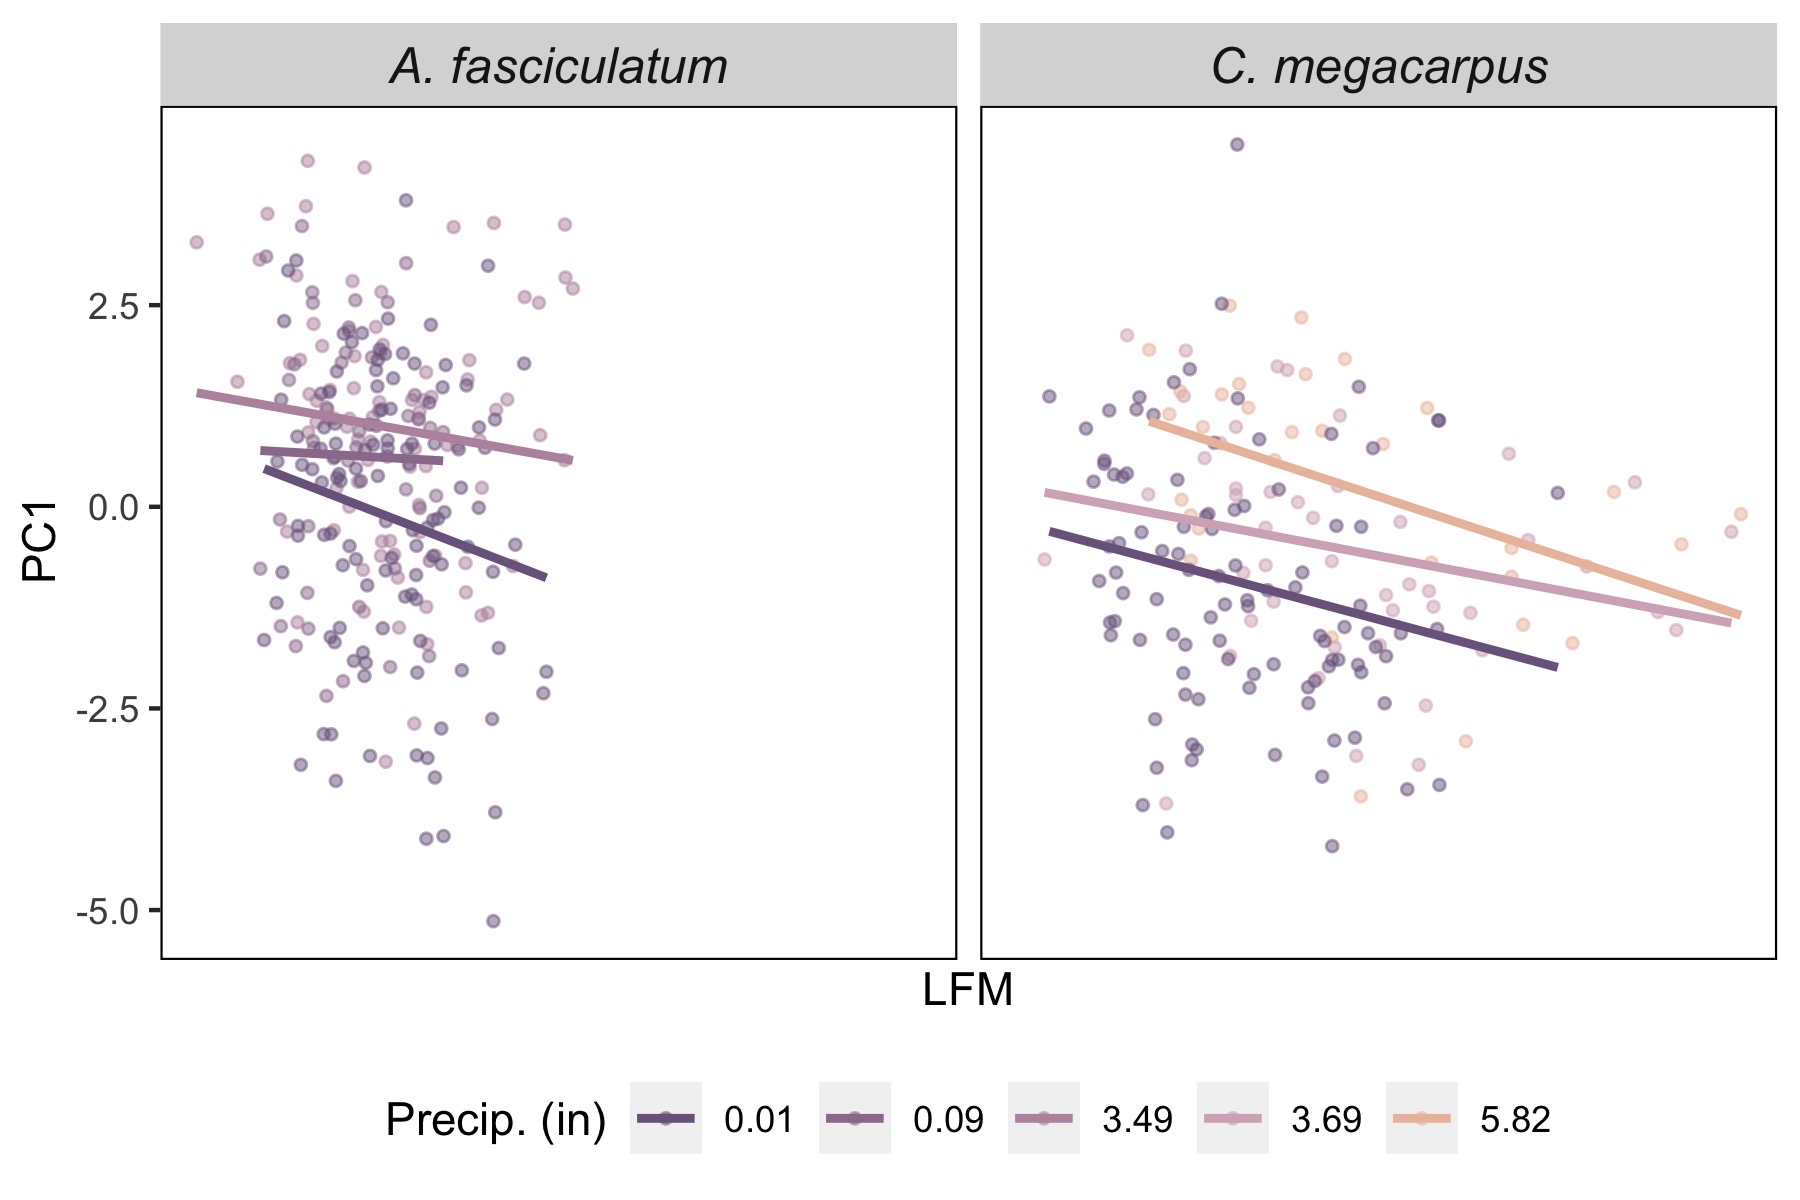 A. fasciculatum
C. megacarpus
2.5
0.0
-2.5
-5.0
PC1
LFM
Precip. (in) 0.01 0.09 3.49 3.69 5.82